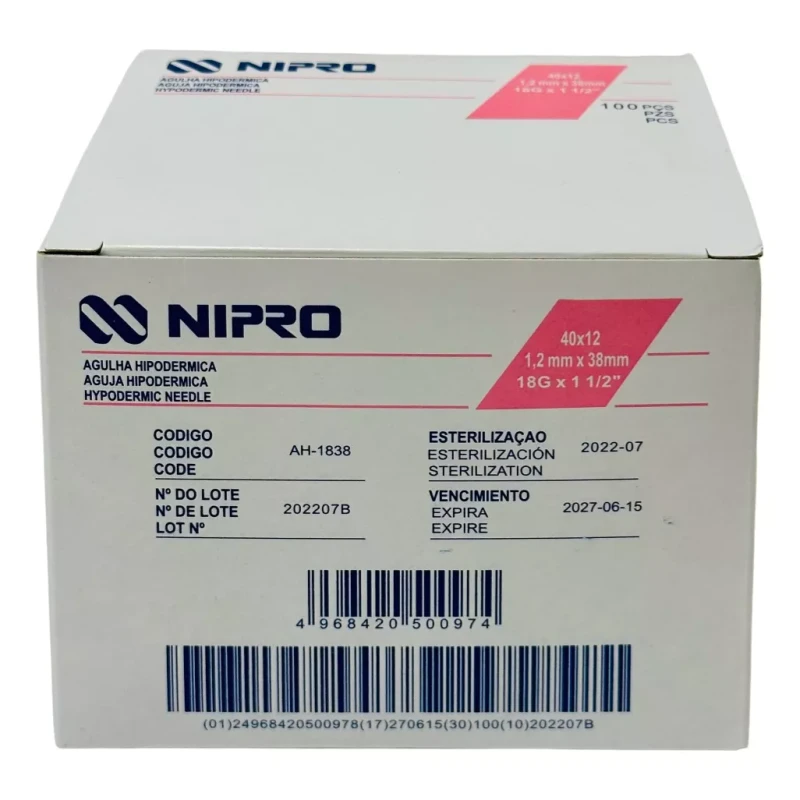 NIPRO
AGULHA HIPODERMICA
AGUJA HIPODERMICA
HYPODERMIC NEEDLE
40x12
1,2 mm x 38mm
18G x 1 1/2"
100 PÇS
PZS
PCS
NIPRO
AGULHA HIPODERMICA
AGUJA HIPODERMICA
HYPODERMIC NEEDLE
40x12
1,2 mm x 38mm
18G x 1 1/2"
CODIGO
CODIGO
CODE
AH-1838
ESTERILIZAÇAO
ESTERILIZACIÓN
STERILIZATION
2022-07
Nº DO LOTE
Nº DE LOTE
LOT Nº
202207B
VENCIMIENTO
EXPIRA
EXPIRE
2027-06-15
4 968420 500974
(01)24968420500978(17)270615(30)100(10)202207B